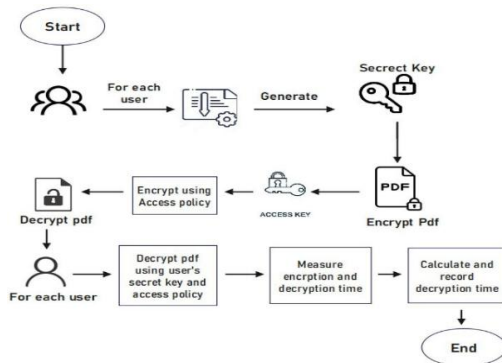 Start
For each
user
Generate
Secrect Key
PDF
Encrypt Pdf
ACCESS KEY
Encrypt using
Access policy
Decrypt pdf
For each user
Decrypt pdf
using user's
secret key and
access policy
Measure
encrption and
decryption time
Calculate and
record
decryption time
End